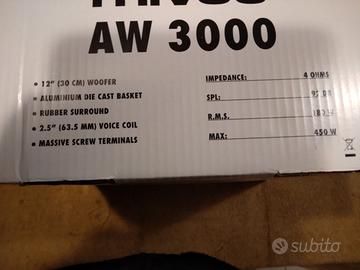 AW 3000
• 12" (30 CM) WOOFER
• ALUMINIUM DIE CAST BASKET
• RUBBER SURROUND
• 2.5" (63.5 MM) VOICE COIL
• MASSIVE SCREW TERMINALS
IMPEDANCE: 4 OHMS
SPL: DB
R.M.S. W
MAX: 450 W
subito